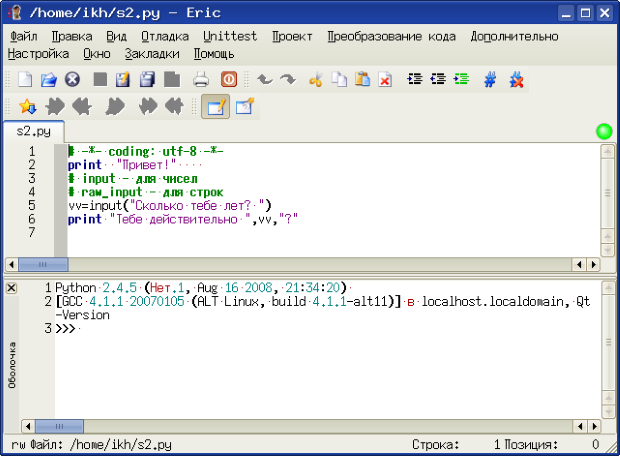 /home/ikh/s2.py - Eric
Файл Правка Вид Отладка Unittest Проект Преобразование кода Дополнительно
Настройка Окно Закладки Помощь
s2.py
1 # -*- coding: utf-8 -*-
2 print "Привет!"
3 # input - для чисел
4 # raw_input - для строк
5 vv=input("Сколько тебе лет? ")
6 print "Тебе действительно ",vv,"?"
7
1 Python 2.4.5 (Нет.1, Aug 16 2008, 21:34:20)
2 [GCC 4.1.1 20070105 (ALT Linux, build 4.1.1-alt11)] в localhost.localdomain, Qt
-Version
3 >>>
Оболочка
rw Файл: /home/ikh/s2.py Строка: 1 Позиция: 0